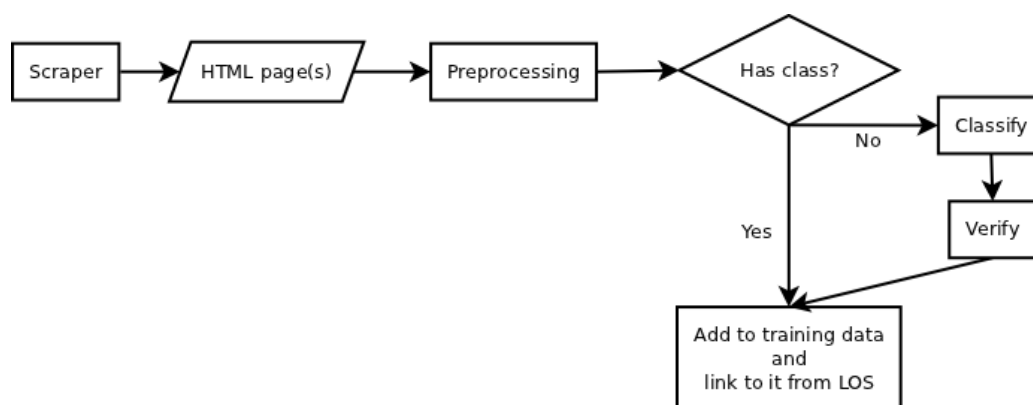 Scraper
HTML page(s)
Preprocessing
Has class?
Classify
No
Verify
Yes
Add to training data
and
link to it from LOS